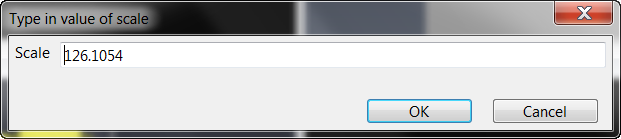 Type in value of scale
Scale 126.1054
OK Cancel